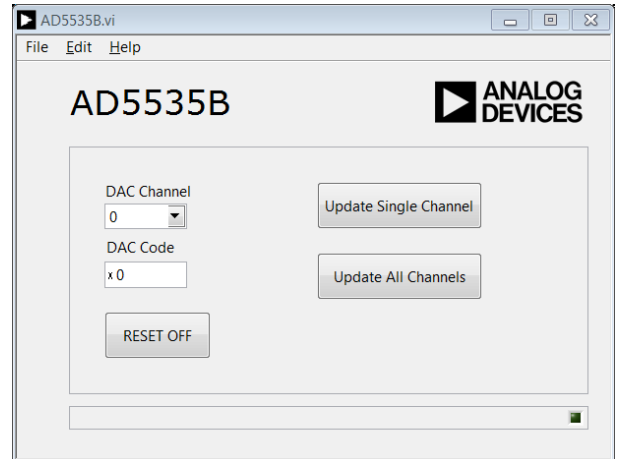 AD5535B.vi
File Edit Help
AD5535B
ANALOG
DEVICES
DAC Channel
0
Update Single Channel
DAC Code
x 0
Update All Channels
RESET OFF